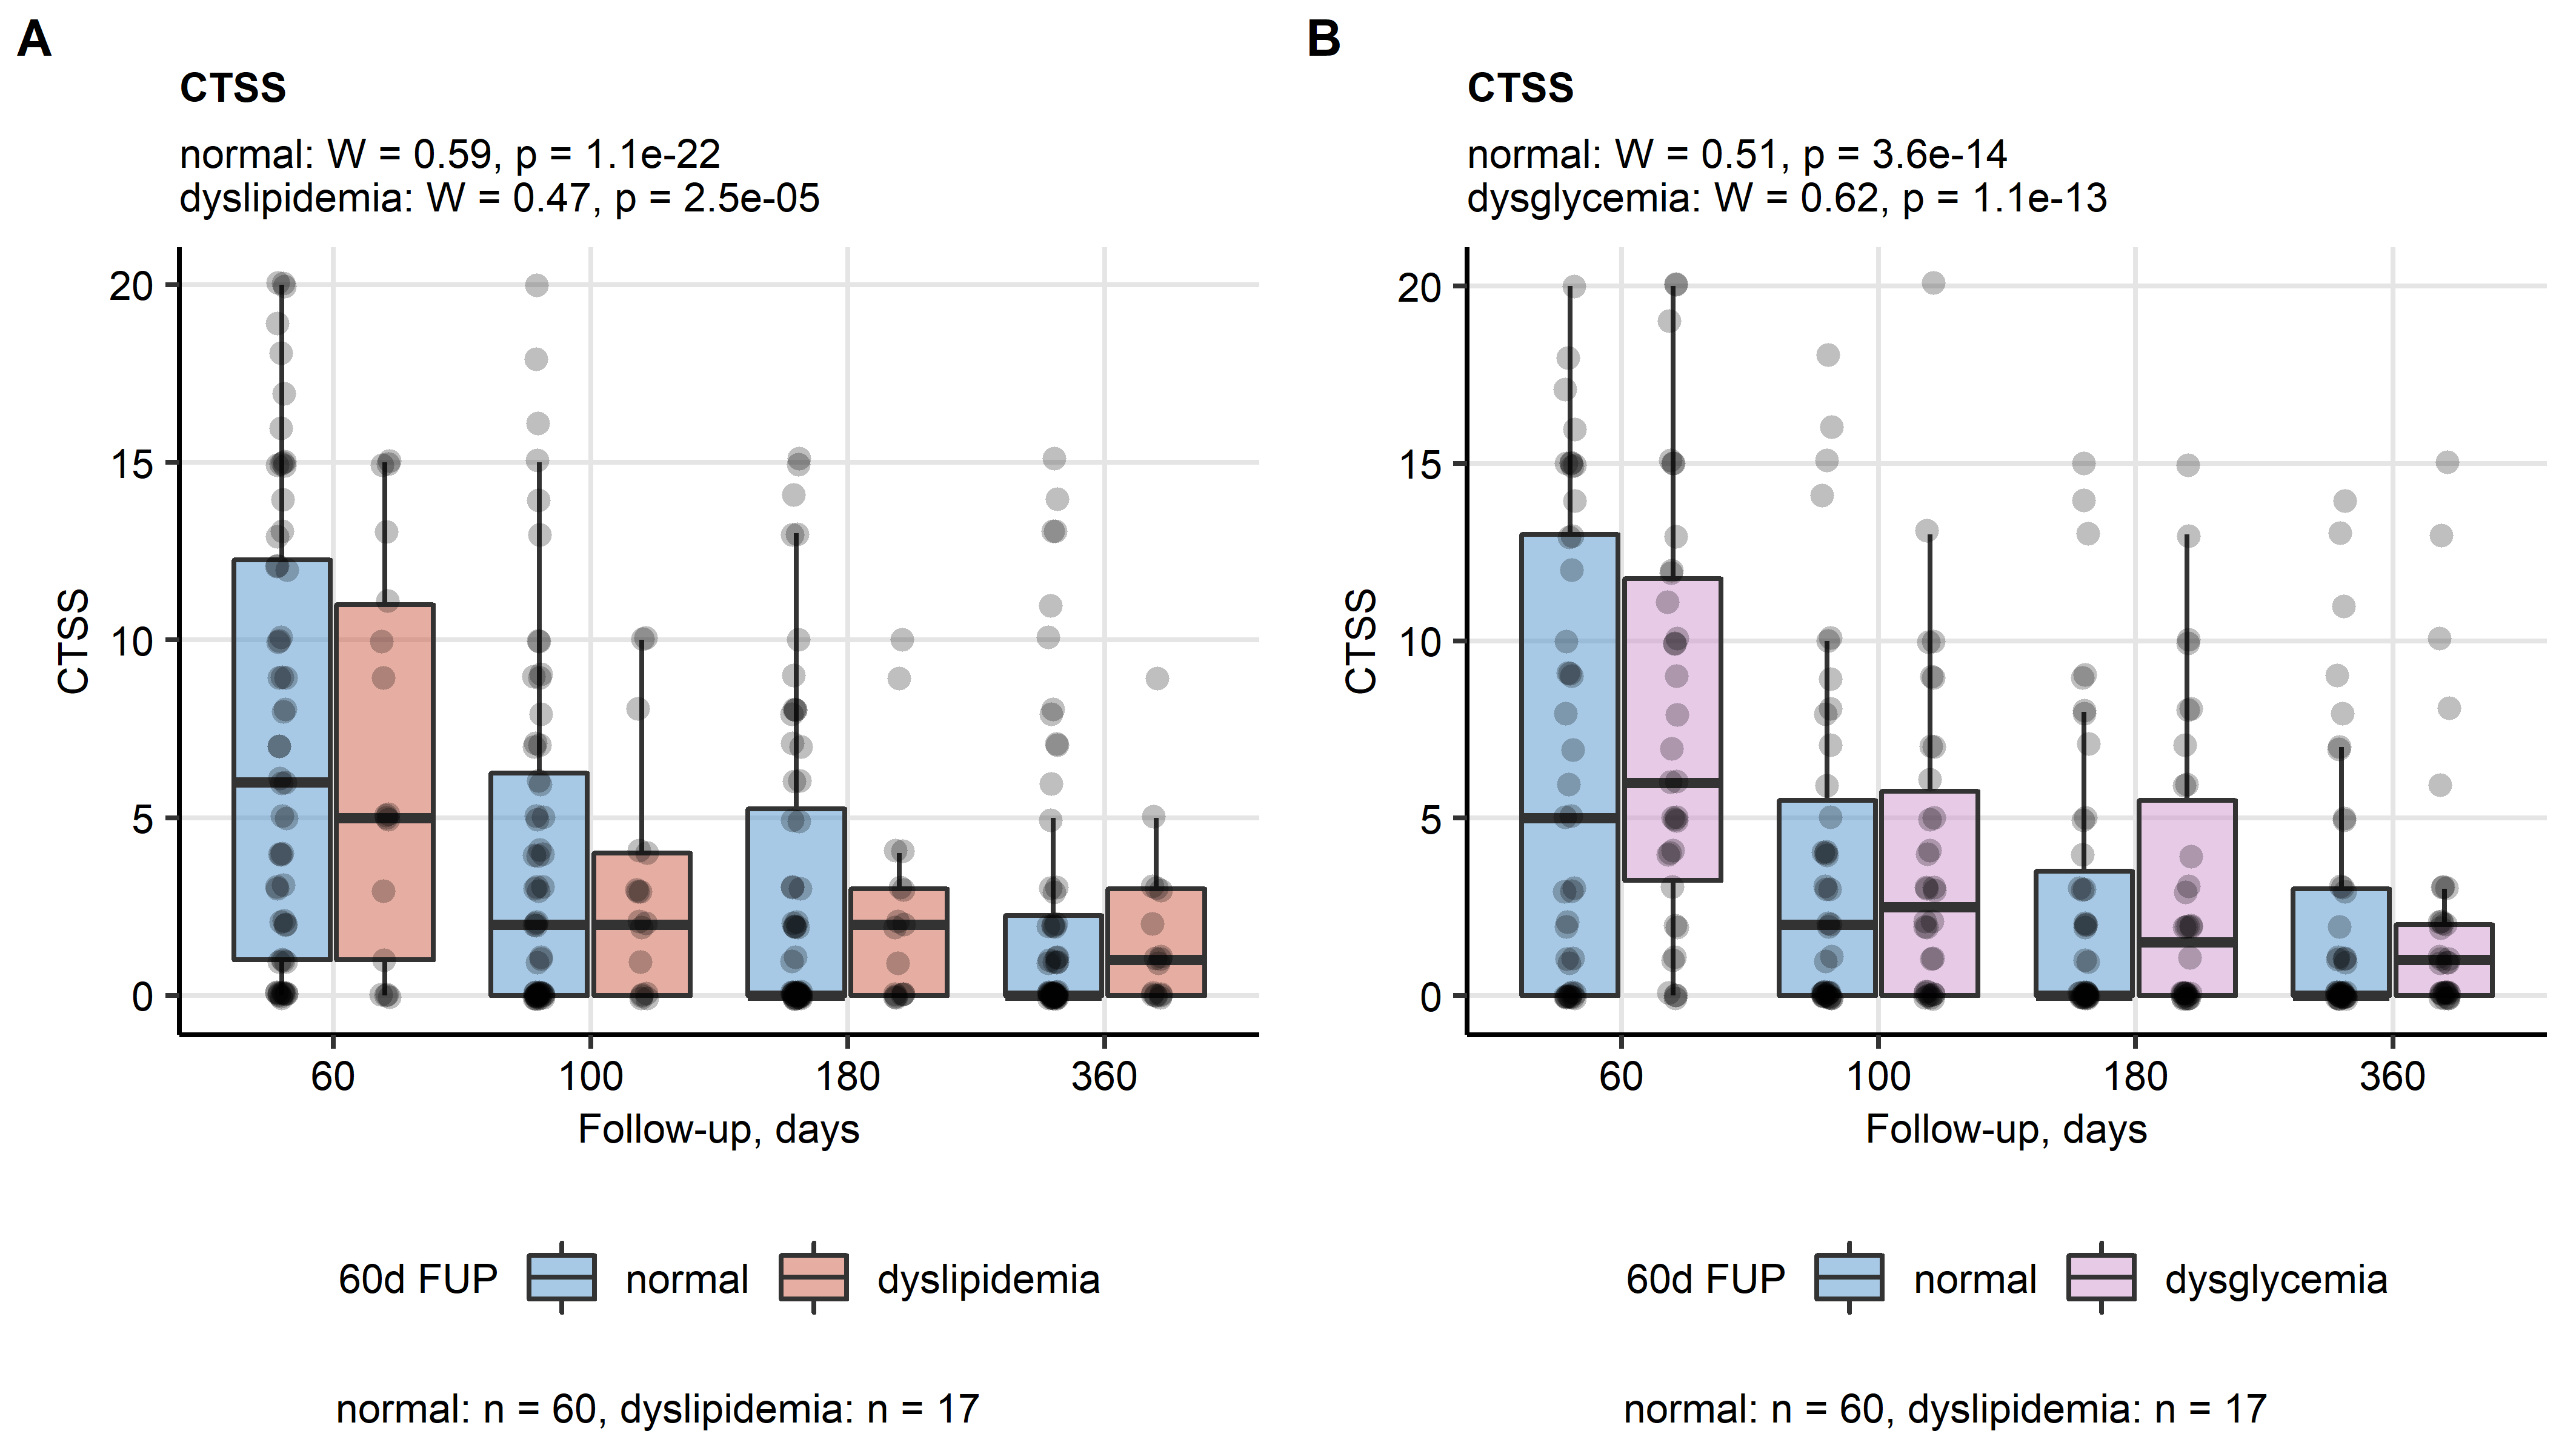 A
CTSS
normal: W = 0.59, p = 1.1e-22
dyslipidemia: W = 0.47, p = 2.5e-05
20
15
10
5
0
CTSS
60 100 180 360
Follow-up, days
60d FUP normal dyslipidemia
normal: n = 60, dyslipidemia: n = 17
B
CTSS
normal: W = 0.51, p = 3.6e-14
dysglycemia: W = 0.62, p = 1.1e-13
20
15
10
5
0
CTSS
60 100 180 360
Follow-up, days
60d FUP normal dysglycemia
normal: n = 60, dyslipidemia: n = 17